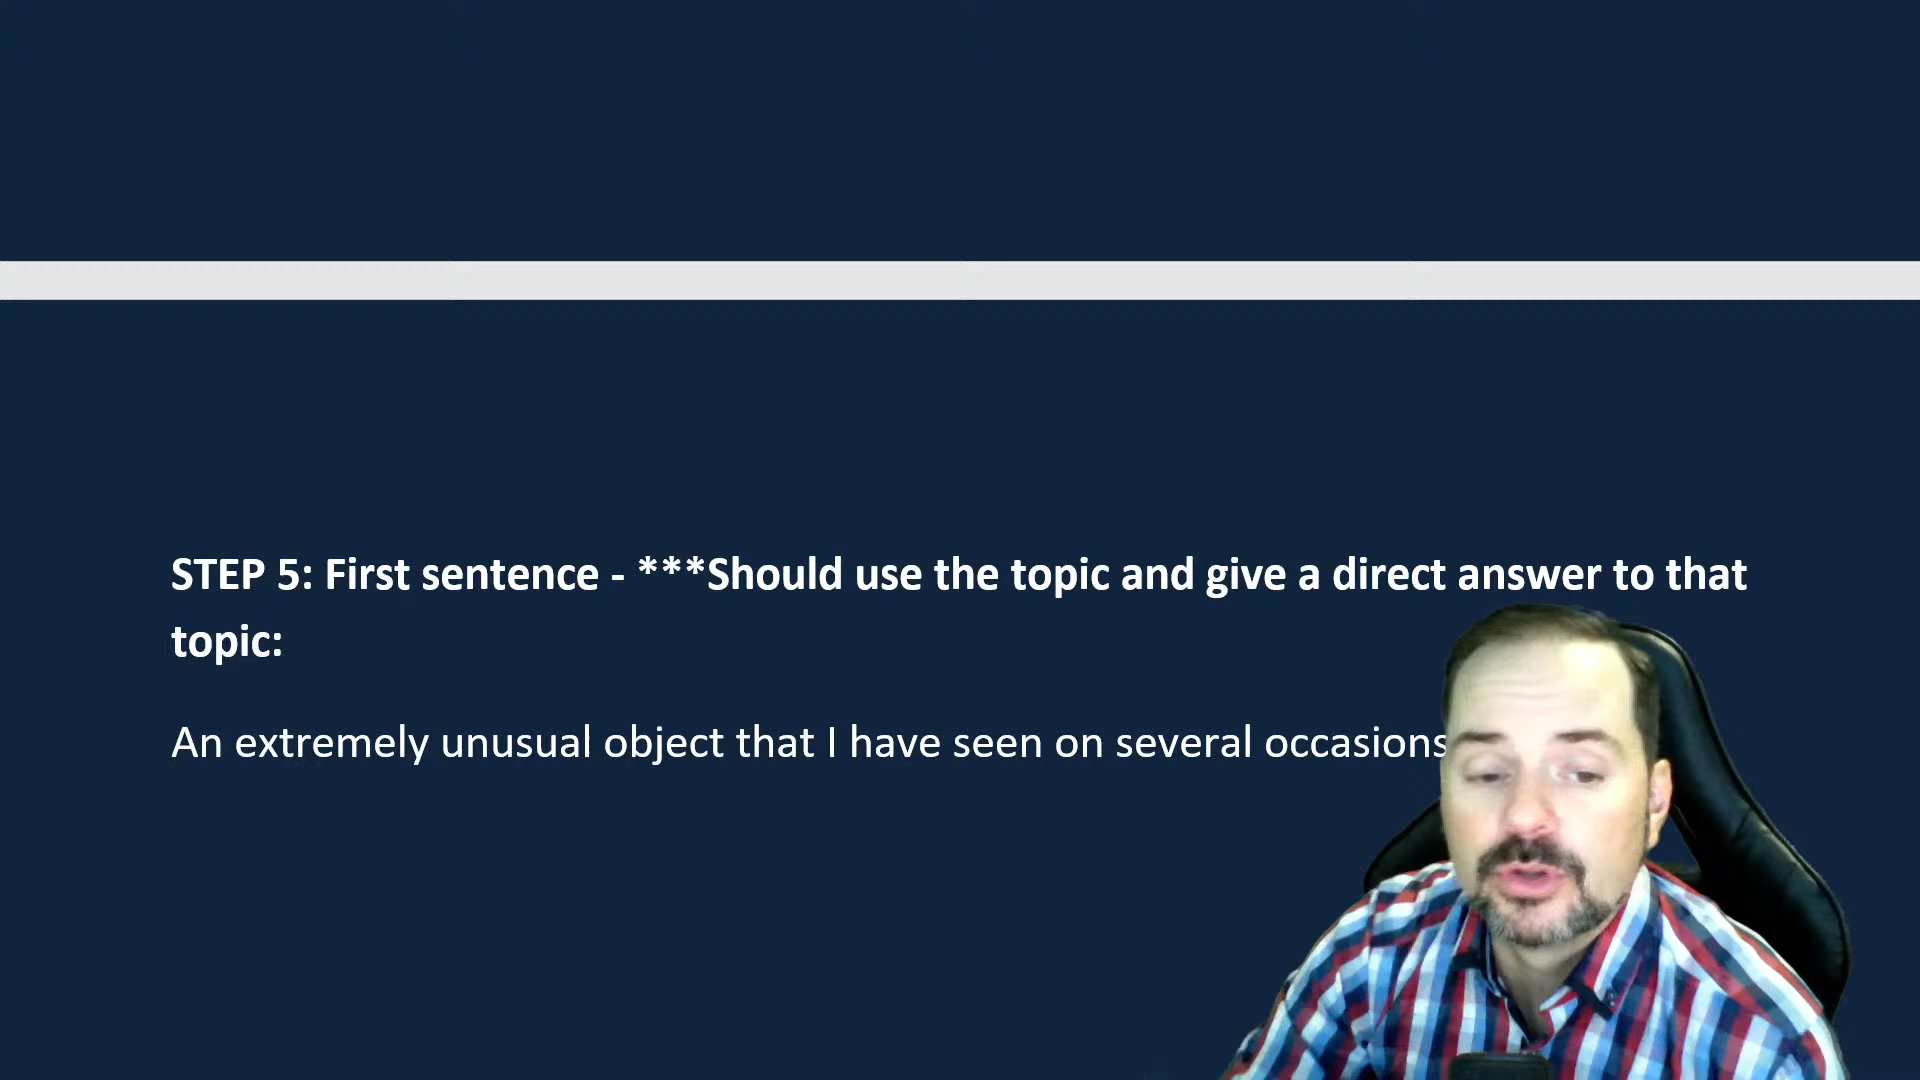 STEP 5: First sentence - ***Should use the topic and give a direct answer to that
topic:
An extremely unusual object that I have seen on several occasions